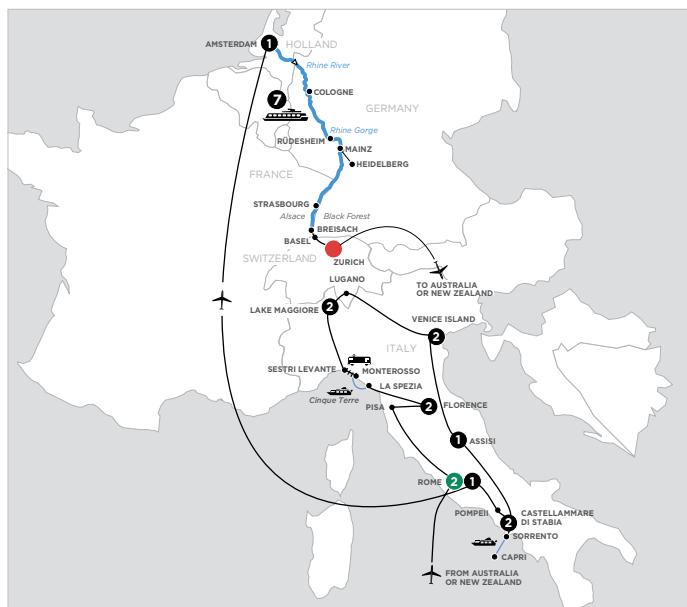 AMSTERDAM
1
HOLLAND
Rhine River
COLOGNE
7
GERMANY
Rhine Gorge
RÜDESHEIM
MAINZ
HEIDELBERG
FRANCE
STRASBOURG
Alsace
Black Forest
BREISACH
BASEL
SWITZERLAND
ZURICH
TO AUSTRALIA
OR NEW ZEALAND
LUGANO
LAKE MAGGIORE
2
VENICE ISLAND
2
ITALY
SESTRI LEVANTE
MONTEROSSO
LA SPEZIA
Cinque Terre
PISA
2
FLORENCE
1
ASSISI
ROME
2
1
POMPEII
2
CASTELLAMMARE
DI STABIA
SORRENTO
CAPRI
FROM AUSTRALIA
OR NEW ZEALAND